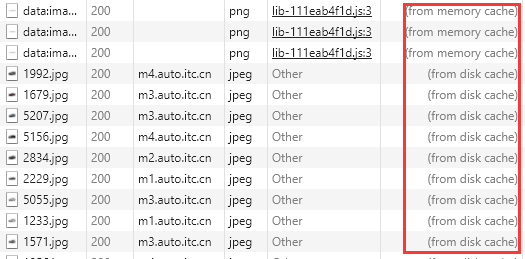 data:ima... 200 png lib-111eab4f1d.js:3 (from memory cache)
data:ima... 200 png lib-111eab4f1d.js:3 (from memory cache)
data:ima... 200 png lib-111eab4f1d.js:3 (from memory cache)
1992.jpg 200 m4.auto.itc.cn jpeg Other (from disk cache)
1679.jpg 200 m3.auto.itc.cn jpeg Other (from disk cache)
5207.jpg 200 m3.auto.itc.cn jpeg Other (from disk cache)
5156.jpg 200 m4.auto.itc.cn jpeg Other (from disk cache)
2834.jpg 200 m2.auto.itc.cn jpeg Other (from disk cache)
2229.jpg 200 m1.auto.itc.cn jpeg Other (from disk cache)
5055.jpg 200 m3.auto.itc.cn jpeg Other (from disk cache)
1233.jpg 200 m1.auto.itc.cn jpeg Other (from disk cache)
1571.jpg 200 m3.auto.itc.cn jpeg Other (from disk cache)